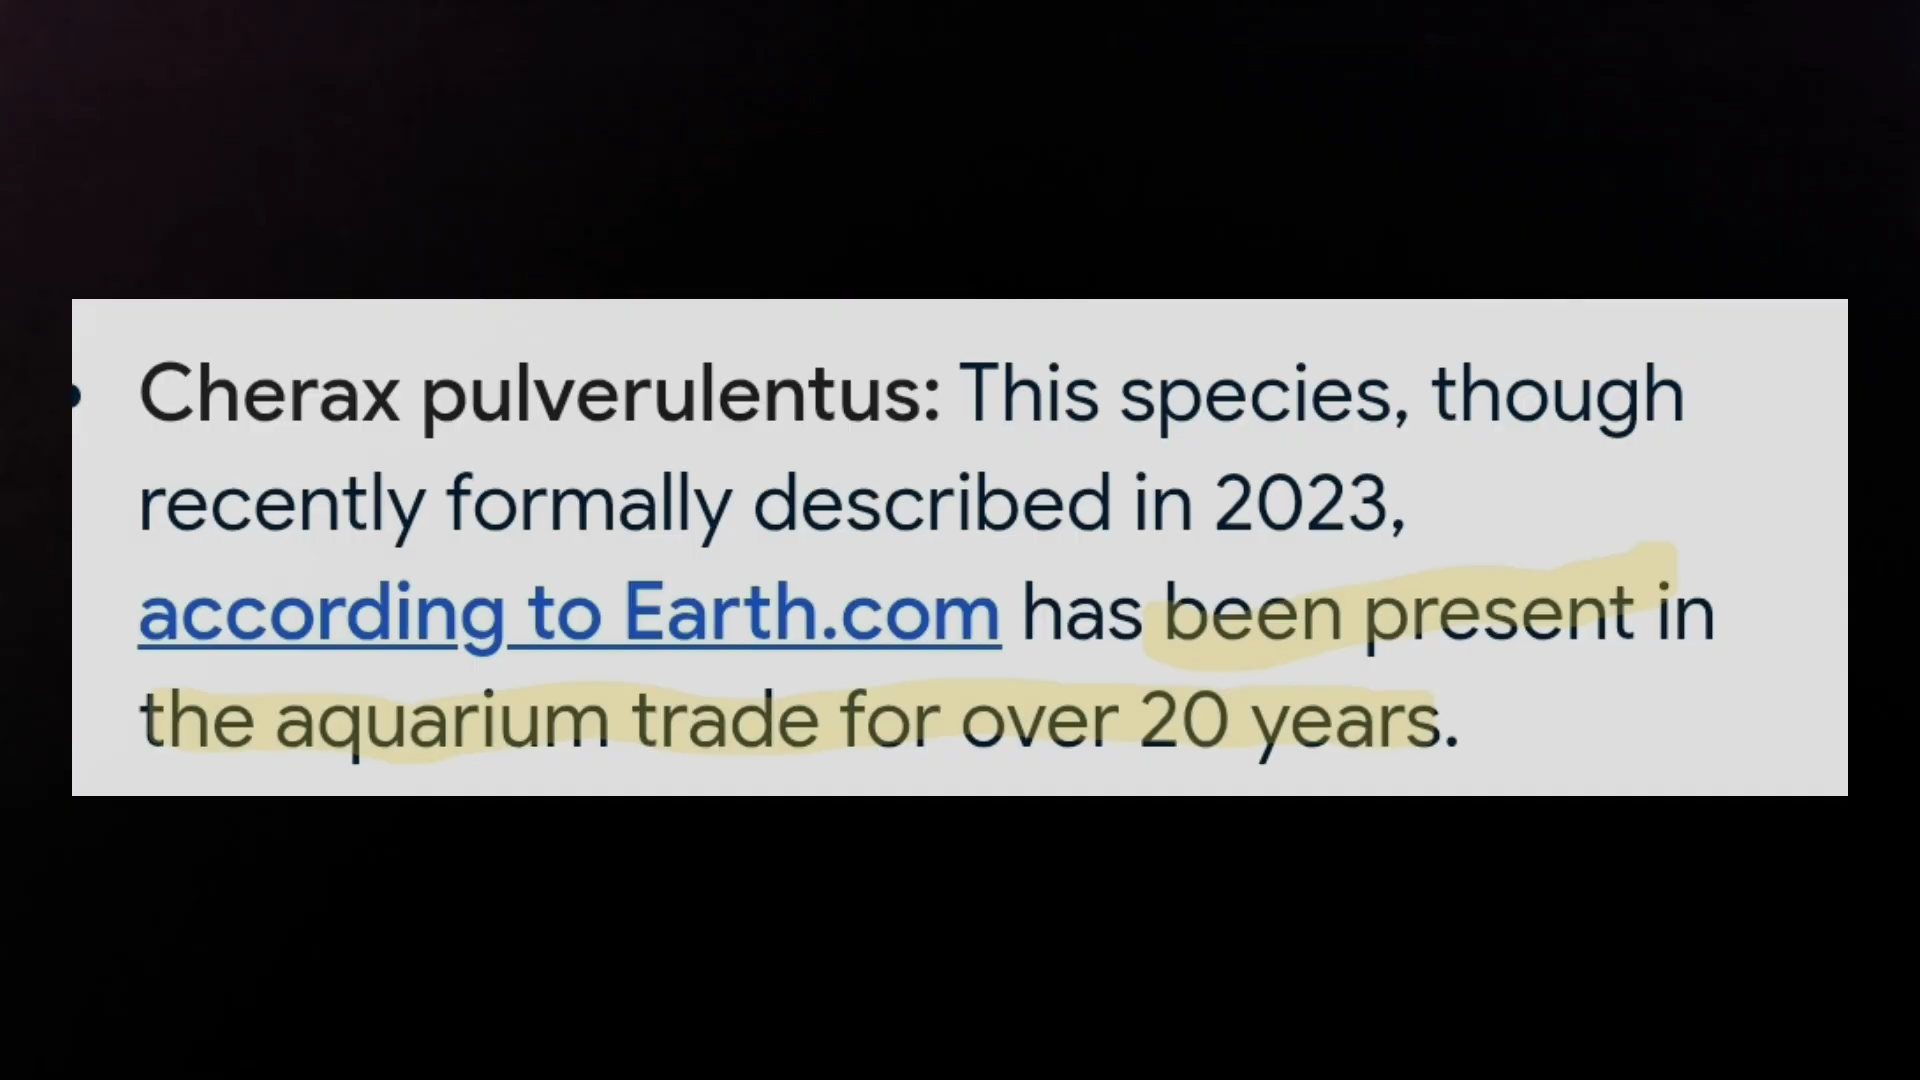 • Cherax pulverulentus: This species, though
recently formally described in 2023,
according to Earth.com has been present in
the aquarium trade for over 20 years.